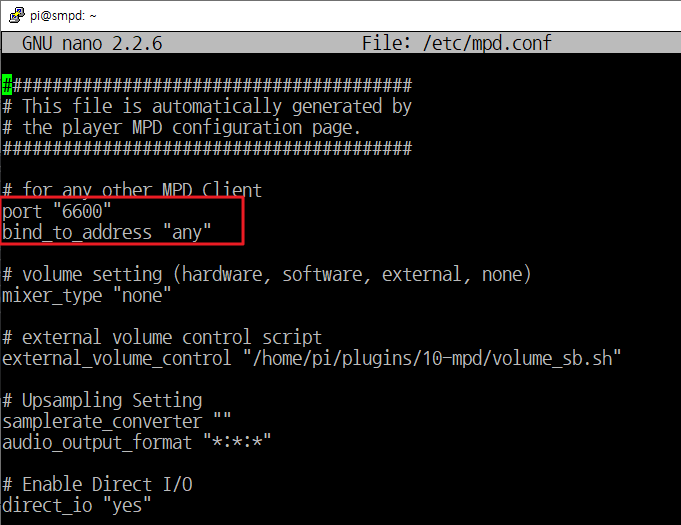 pi@smpd: ~
GNU nano 2.2.6 File: /etc/mpd.conf
#########################################
# This file is automatically generated by
# the player MPD configuration page.
#########################################
# for any other MPD Client
port "6600"
bind_to_address "any"
# volume setting (hardware, software, external, none)
mixer_type "none"
# external volume control script
external_volume_control "/home/pi/plugins/10-mpd/volume_sb.sh"
# Upsampling Setting
samplerate_converter ""
audio_output_format "*:*:*"
# Enable Direct I/O
direct_io "yes"